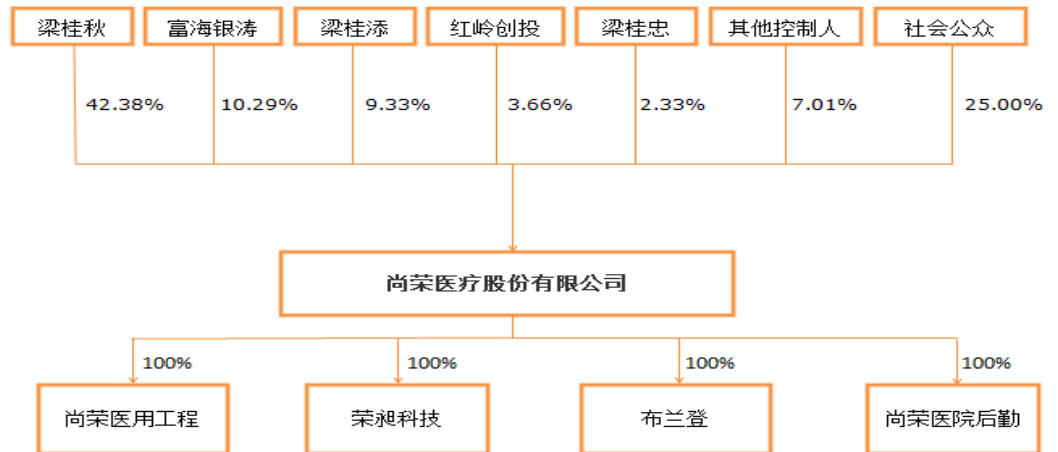 梁桂秋
富海银涛
梁桂添
红岭创投
梁桂忠
其他控制人
社会公众
42.38%
10.29%
9.33%
3.66%
2.33%
7.01%
25.00%
尚荣医疗股份有限公司
100%
100%
100%
100%
尚荣医用工程
荣昶科技
布兰登
尚荣医院后勤